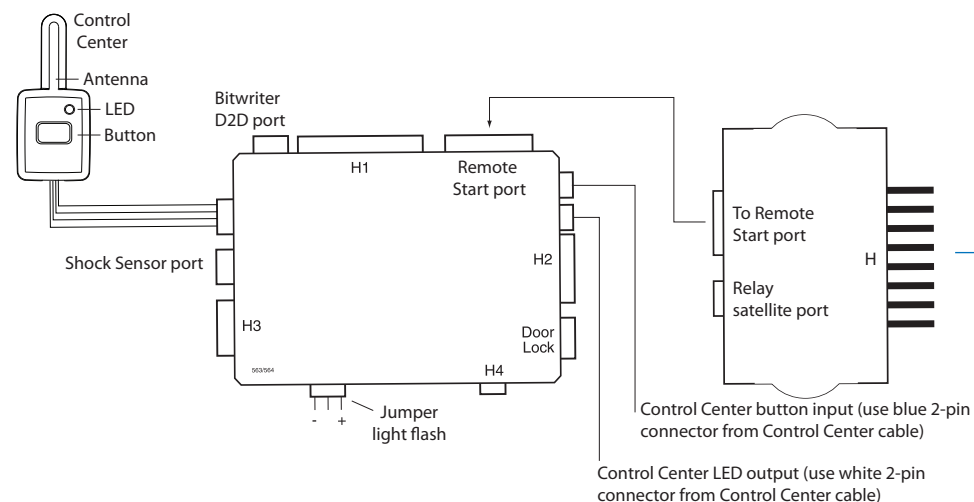 Control
Center
Antenna
LED
Button
Bitwriter
D2D port
H1
Remote
Start port
To Remote
Start port
H
Relay
satellite port
Shock Sensor port
H2
H3
Door
Lock
563/564
H4
- +
Jumper
light flash
Control Center button input (use blue 2-pin
connector from Control Center cable)
Control Center LED output (use white 2-pin
connector from Control Center cable)